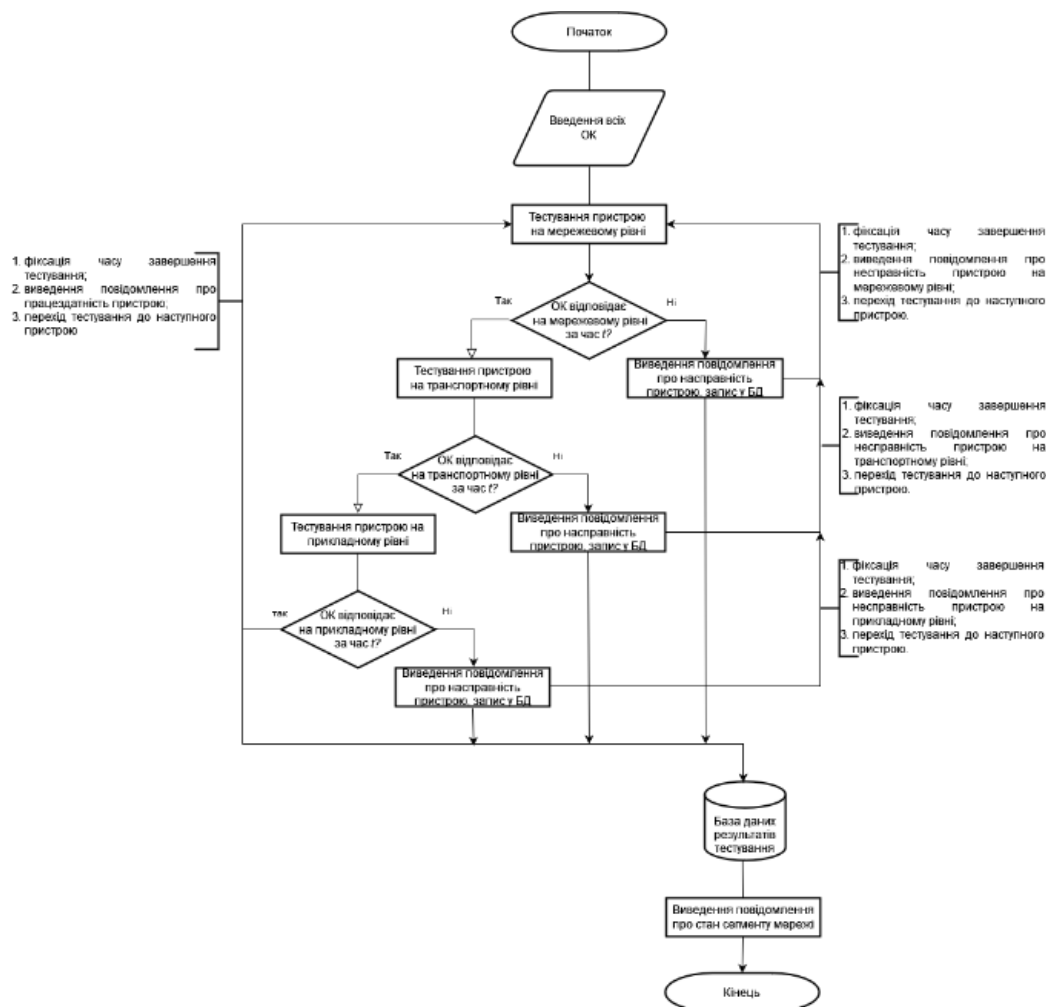 Початок
Введення всіх
ОК
Тестування пристрою
на мережевому рівні
1. фіксація часу завершення
тестування;
2. виведення повідомлення про
працездатність пристрою;
3. перехід тестування до наступного
пристрою
1. фіксація часу завершення
тестування;
2. виведення повідомлення про
несправність пристрою на
мережевому рівні;
3. перехід тестування до наступного
пристрою.
Так
Ні
ОК відповідає
на мережевому рівні
за час t?
Тестування пристрою
на транспортному рівні
Виведення повідомлення
про насправність
пристрою, запис у БД
1. фіксація часу завершення
тестування;
2. виведення повідомлення про
несправність пристрою на
транспортному рівні;
3. перехід тестування до наступного
пристрою.
Так
Ні
ОК відповідає
на транспортному рівні
за час t?
Тестування пристрою на
прикладному рівні
Виведення повідомлення
про насправність
пристрою, запис у БД
1. фіксація часу завершення
тестування;
2. виведення повідомлення про
несправність пристрою на
прикладному рівні;
3. перехід тестування до наступного
пристрою.
так
Ні
ОК відповідає
на прикладному рівні
за час t?
Виведення повідомлення
про насправність
пристрою, запис у БД
База даних
результатів
тестування
Виведення повідомлення
про стан сегменту мережі
Кінець